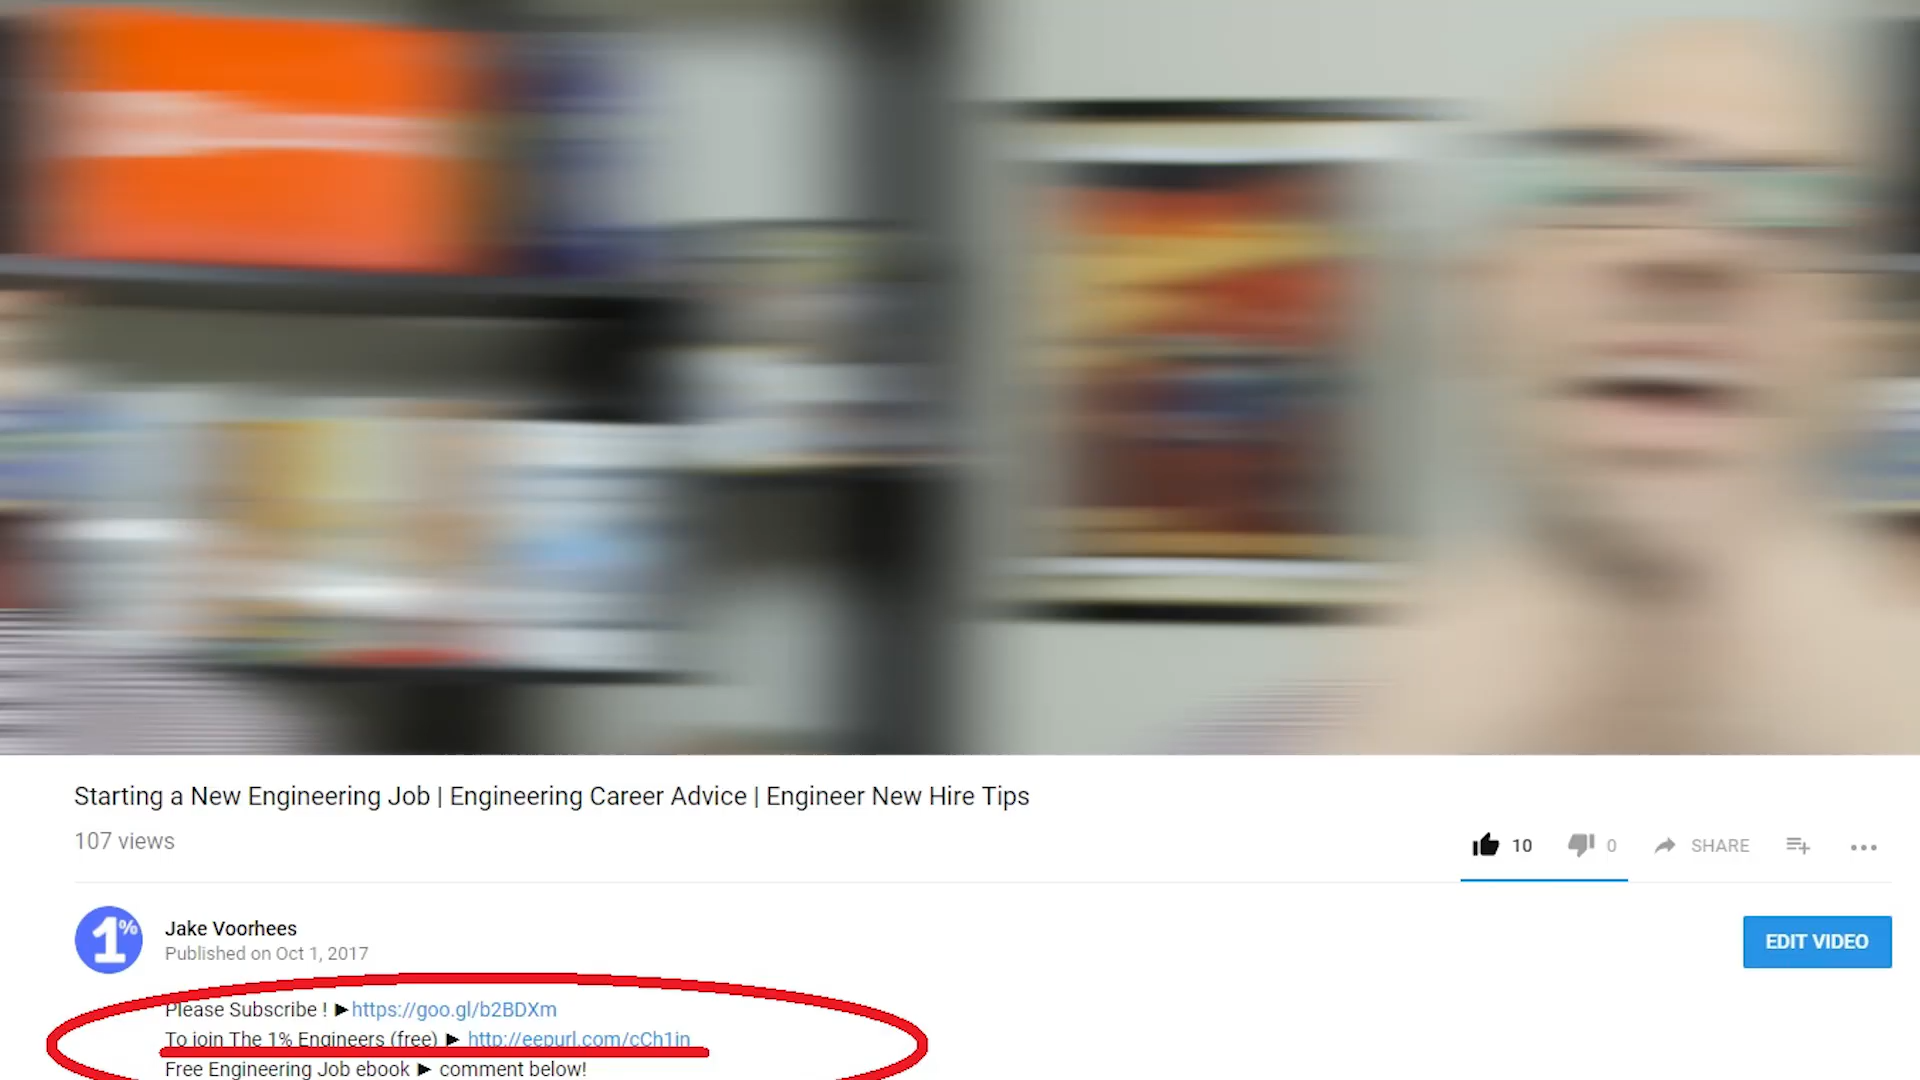 Starting a New Engineering Job | Engineering Career Advice | Engineer New Hire Tips
107 views
10
0
SHARE
1%
Jake Voorhees
Published on Oct 1, 2017
EDIT VIDEO
Please Subscribe ! ►https://goo.gl/b2BDXm
To join The 1% Engineers (free) ► http://eepurl.com/cCh1in
Free Engineering Job ebook ► comment below!